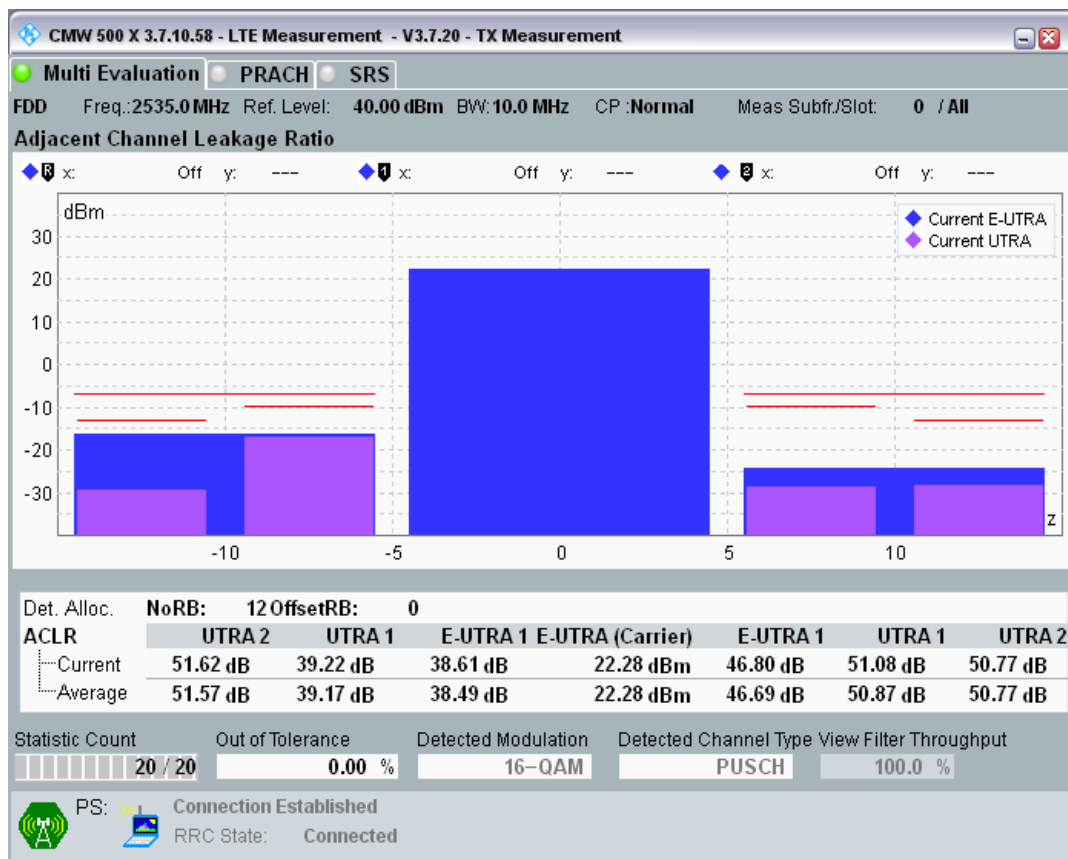 CMW 500 X 3.7.10.58 - LTE Measurement - V3.7.20 - TX Measurement
Multi Evaluation PRACH SRS
FDD Freq.:2535.0 MHz Ref. Level: 40.00 dBm BW: 10.0 MHz CP :Normal Meas Subfr./Slot: 0 / All
Adjacent Channel Leakage Ratio
R x: Off y: --- 1 x: Off y: --- 2 x: Off y: ---
dBm
Current E-UTRA
Current UTRA
30
20
10
0
-10
-20
-30
z
-10 -5 0 5 10
Det. Alloc. NoRB: 12 OffsetRB: 0
ACLR UTRA 2 UTRA 1 E-UTRA 1 E-UTRA (Carrier) E-UTRA 1 UTRA 1 UTRA 2
Current 51.62 dB 39.22 dB 38.61 dB 22.28 dBm 46.80 dB 51.08 dB 50.77 dB
Average 51.57 dB 39.17 dB 38.49 dB 22.28 dBm 46.69 dB 50.87 dB 50.77 dB
Statistic Count Out of Tolerance Detected Modulation Detected Channel Type View Filter Throughput
20 / 20 0.00 % 16-QAM PUSCH 100.0 %
PS: Connection Established
RRC State: Connected